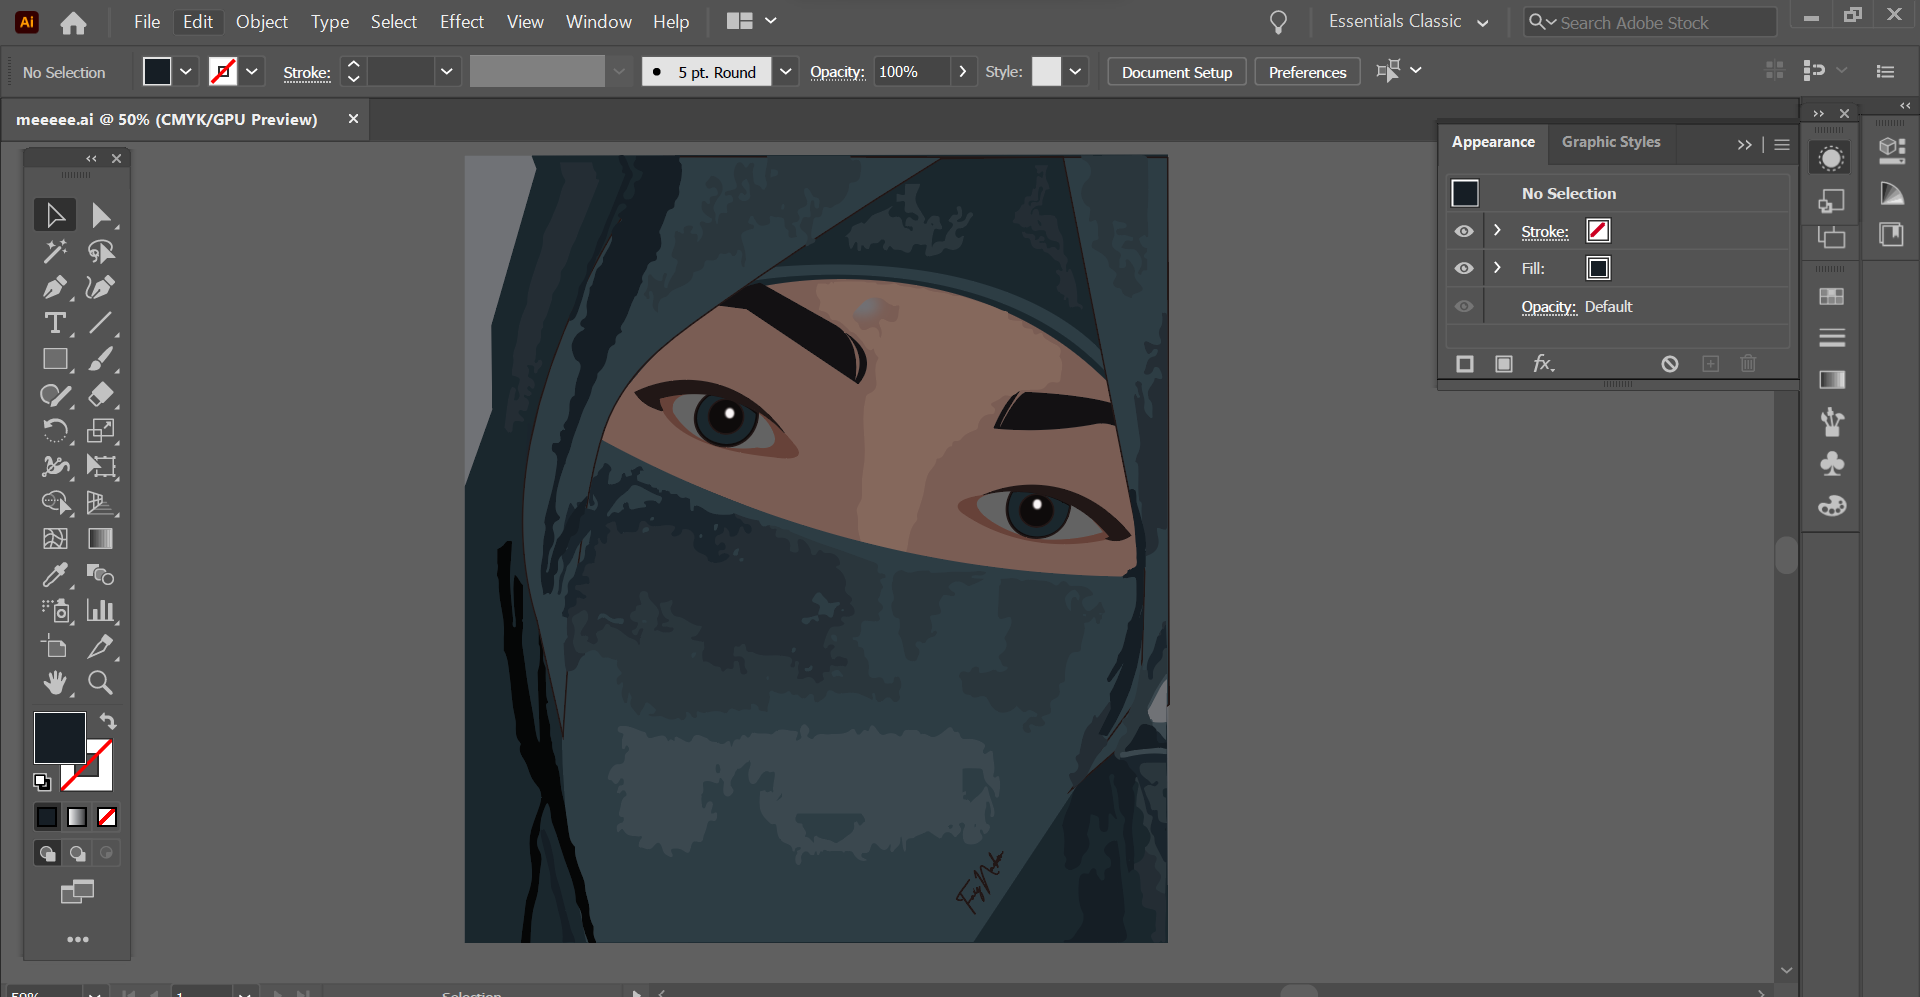 Ai File Edit Object Type Select Effect View Window Help Essentials Classic Search Adobe Stock
No Selection Stroke: 5 pt. Round Opacity: 100% Style: Document Setup Preferences
meeeee.ai @ 50% (CMYK/GPU Preview)
Appearance Graphic Styles
No Selection
Stroke:
Fill:
Opacity: Default
fx
50% 1 Selection